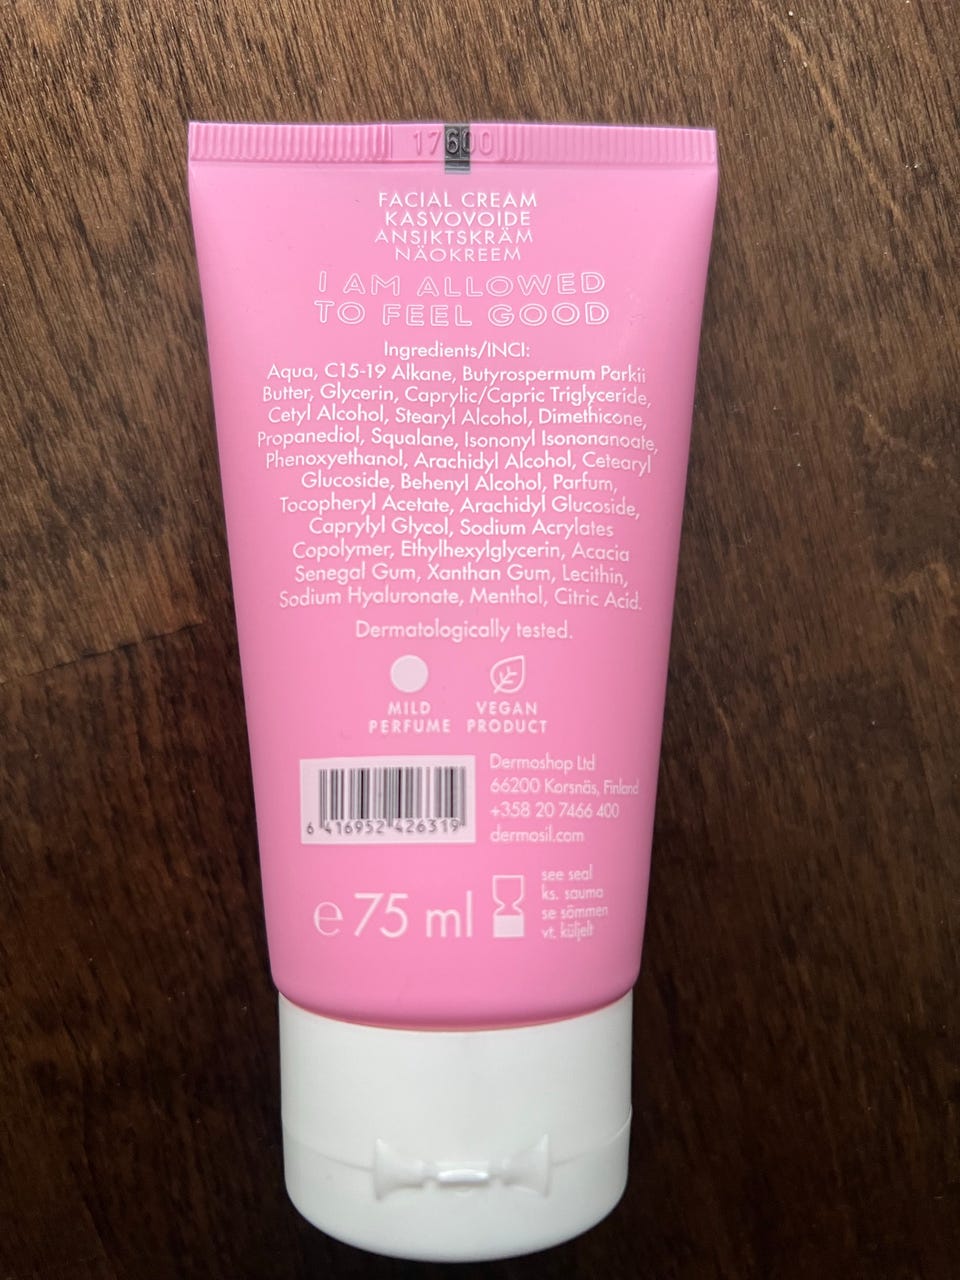 17600
FACIAL CREAM
KASVOVOIDE
ANSIKTSKRÄM
NÄOKREEM
I AM ALLOWED
TO FEEL GOOD
Ingredients/INCI:
Aqua, C15-19 Alkane, Butyrospermum Parkii
Butter, Glycerin, Caprylic/Capric Triglyceride,
Cetyl Alcohol, Stearyl Alcohol, Dimethicone,
Propanediol, Squalane, Isononyl Isononanoate,
Phenoxyethanol, Arachidyl Alcohol, Cetearyl
Glucoside, Behenyl Alcohol, Parfum,
Tocopheryl Acetate, Arachidyl Glucoside,
Caprylyl Glycol, Sodium Acrylates
Copolymer, Ethylhexylglycerin, Acacia
Senegal Gum, Xanthan Gum, Lecithin,
Sodium Hyaluronate, Menthol, Citric Acid.
Dermatologically tested.
MILD
PERFUME
VEGAN
PRODUCT
6 416952 426319
Dermoshop Ltd
66200 Korsnäs, Finland
+358 20 7466 400
dermosil.com
e 75 ml
see seal
ks. sauma
se sömmen
vt. küljelt